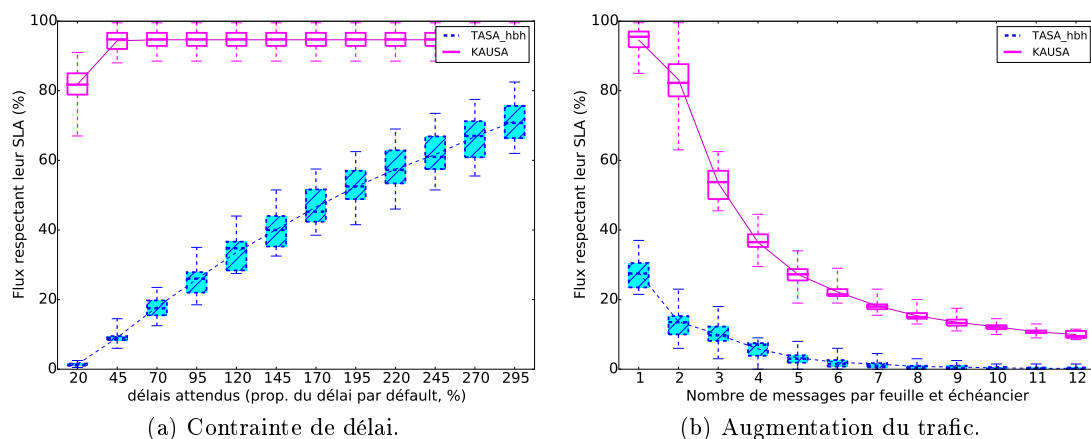 100
80
60
40
20
0
Flux respectant leur SLA (%)
TASA_hbh
KAUSA
20 45 70 95 120 145 170 195 220 245 270 295
délais attendus (prop. du délai par défault, %)
(a) Contrainte de délai.
100
80
60
40
20
0
Flux respectant leur SLA (%)
TASA_hbh
KAUSA
1 2 3 4 5 6 7 8 9 10 11 12
Nombre de messages par feuille et échéancier
(b) Augmentation du trafic.